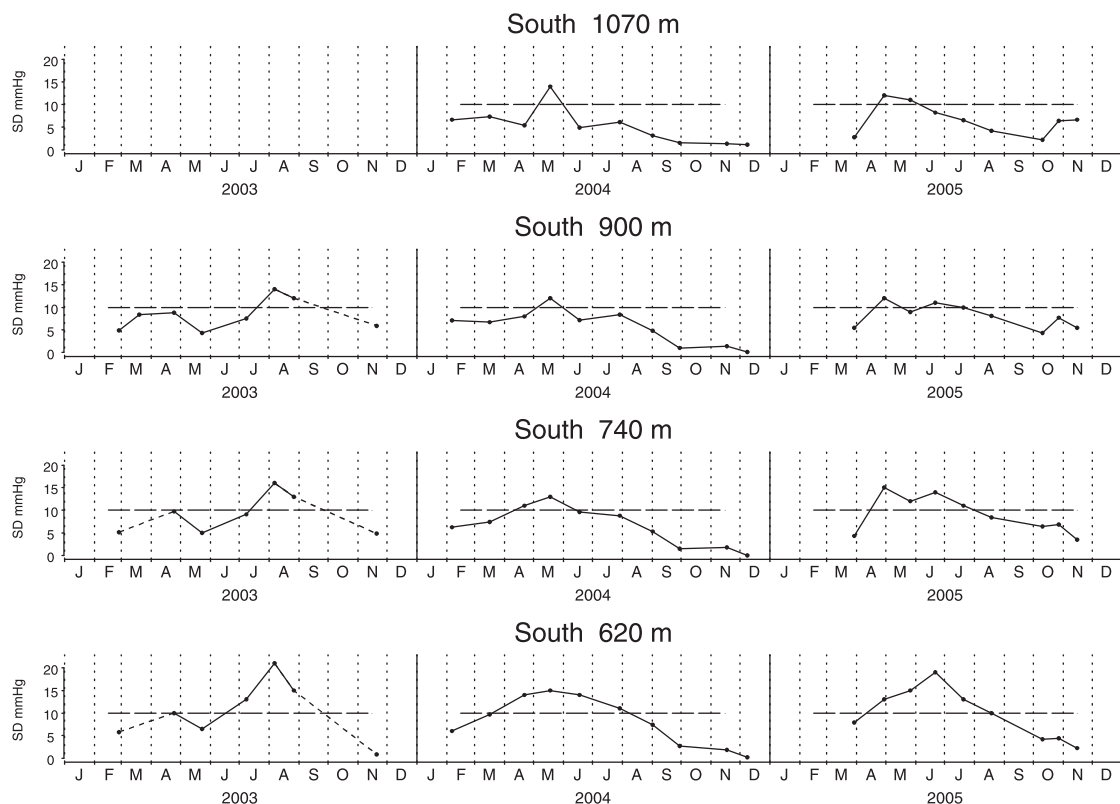 South 1070 m
20
15
10
5
0
SD mmHg
J F M A M J J A S O N D J F M A M J J A S O N D J F M A M J J A S O N D
2003 2004 2005
South 900 m
20
15
10
5
0
SD mmHg
J F M A M J J A S O N D J F M A M J J A S O N D J F M A M J J A S O N D
2003 2004 2005
South 740 m
20
15
10
5
0
SD mmHg
J F M A M J J A S O N D J F M A M J J A S O N D J F M A M J J A S O N D
2003 2004 2005
South 620 m
20
15
10
5
0
SD mmHg
J F M A M J J A S O N D J F M A M J J A S O N D J F M A M J J A S O N D
2003 2004 2005